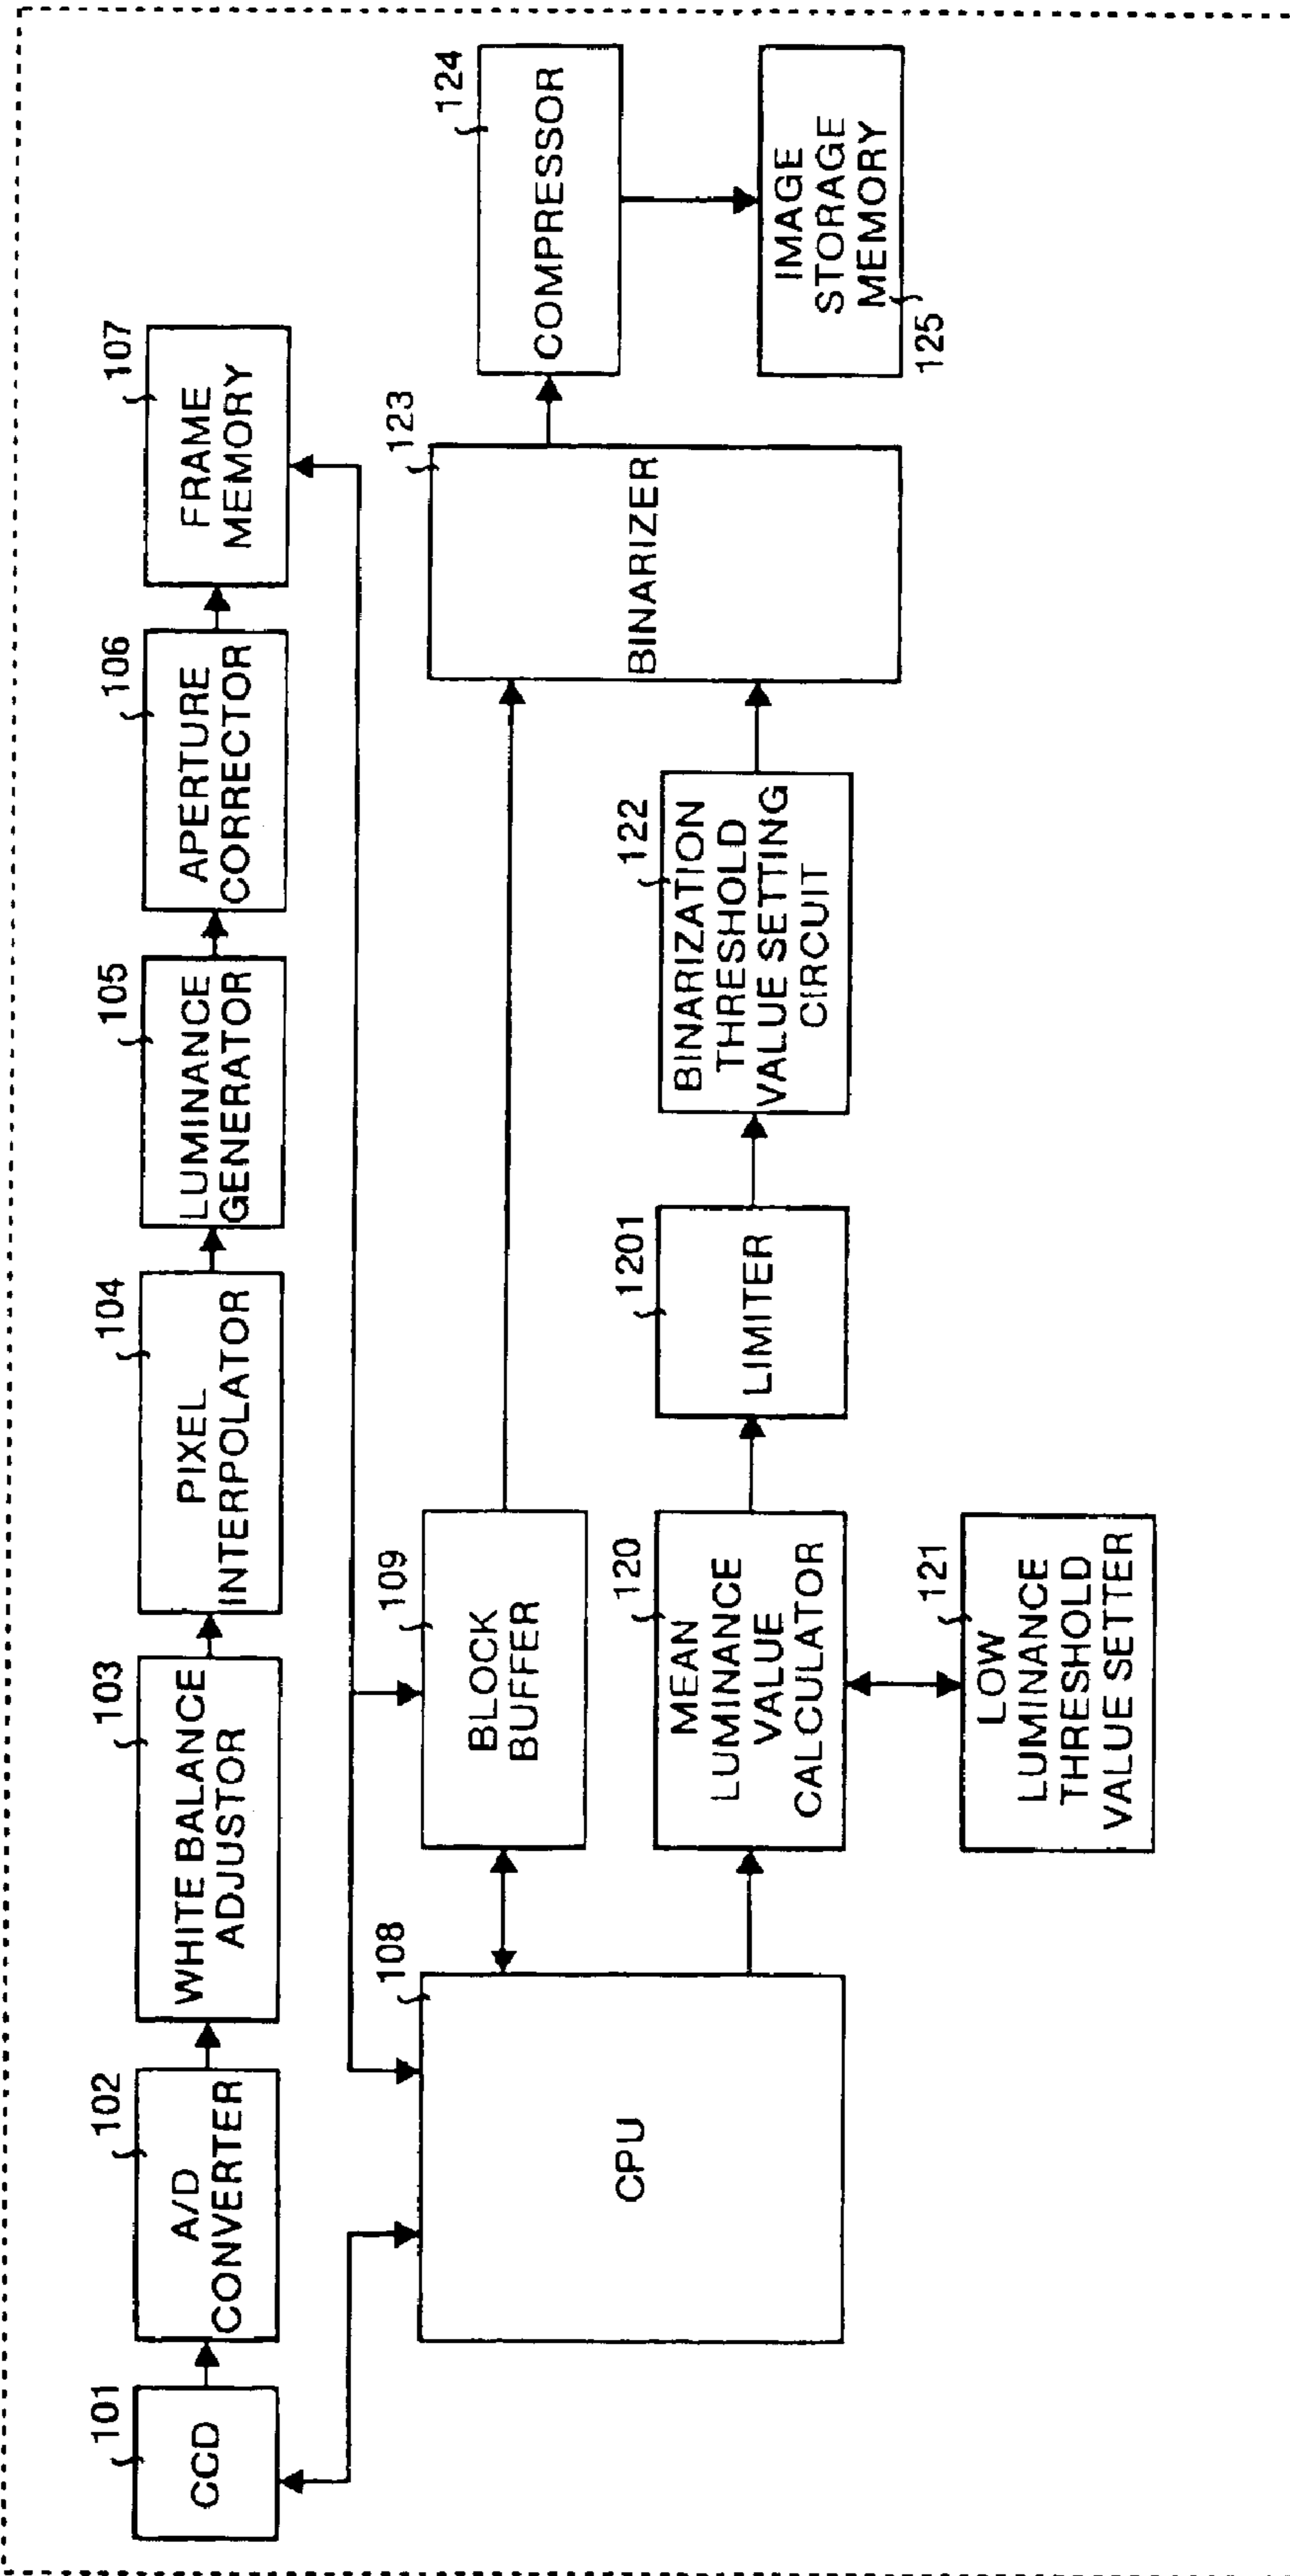 101
CCD
102
A/D
CONVERTER
103
WHITE BALANCE
ADJUSTOR
104
PIXEL
INTERPOLATOR
105
LUMINANCE
GENERATOR
106
APERTURE
CORRECTOR
107
FRAME
MEMORY
108
CPU
109
BLOCK
BUFFER
120
MEAN
LUMINANCE
VALUE
CALCULATOR
121
LOW
LUMINANCE
THRESHOLD
VALUE SETTER
1201
LIMITER
122
BINARIZATION
THRESHOLD
VALUE SETTING
CIRCUIT
123
BINARIZER
124
COMPRESSOR
IMAGE
STORAGE
MEMORY
125